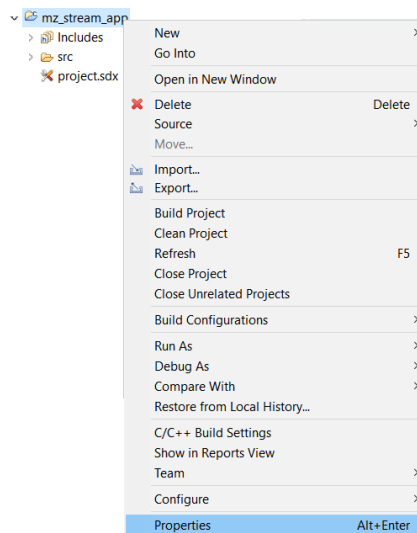 mz_stream_app
Includes
src
project.sdx
New
Go Into
Open in New Window
Delete Delete
Source
Move...
Import...
Export...
Build Project
Clean Project
Refresh F5
Close Project
Close Unrelated Projects
Build Configurations
Run As
Debug As
Compare With
Restore from Local History...
C/C++ Build Settings
Show in Reports View
Team
Configure
Properties Alt+Enter